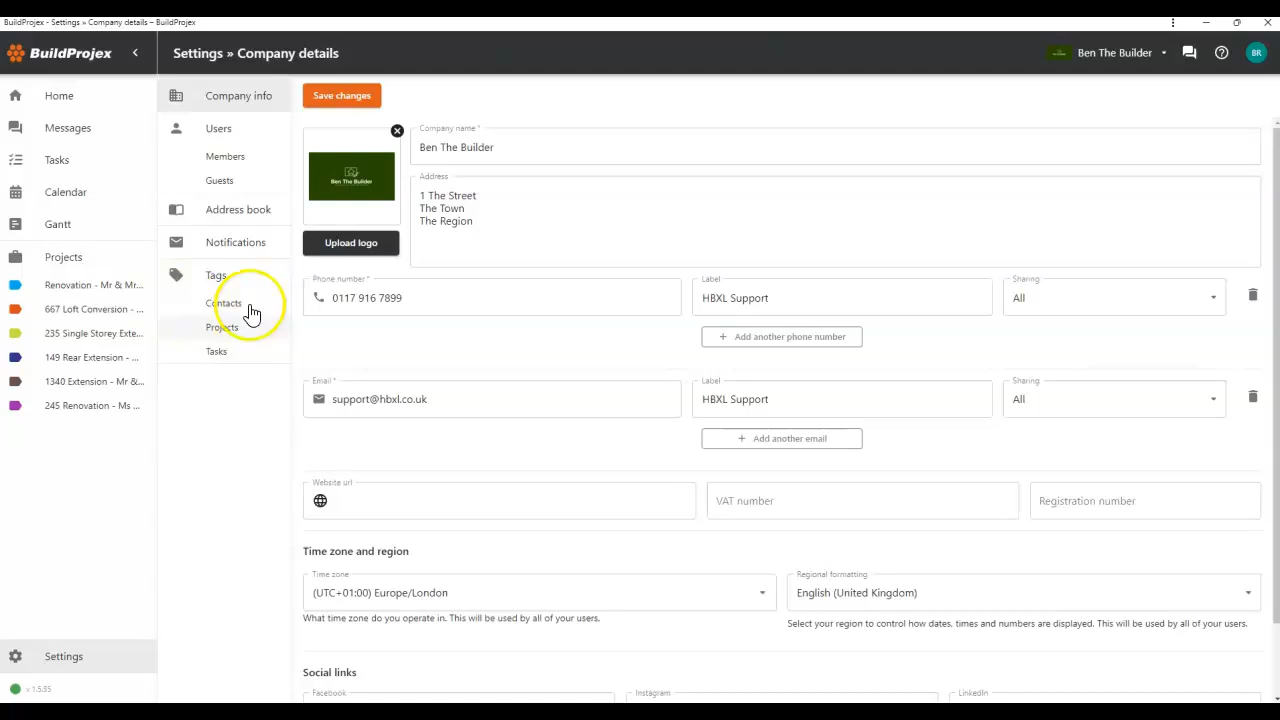 BuildProjex - Settings » Company details – BuildProjex
BuildProjex
Settings » Company details
Ben The Builder
BR
Home
Messages
Tasks
Calendar
Gantt
Projects
Renovation - Mr & Mr...
667 Loft Conversion - ...
235 Single Storey Exte...
149 Rear Extension - ...
1340 Extension - Mr &...
245 Renovation - Ms ...
Settings
v 1.5.35
Company info
Users
Members
Guests
Address book
Notifications
Tags
Contacts
Projects
Tasks
Save changes
Ben The Builder
Upload logo
Company name *
Ben The Builder
Address
1 The Street
The Town
The Region
Phone number *
0117 916 7899
Label
HBXL Support
Sharing
All
+ Add another phone number
Email *
support@hbxl.co.uk
Label
HBXL Support
Sharing
All
+ Add another email
Website url
VAT number
Registration number
Time zone and region
Time zone
(UTC+01:00) Europe/London
What time zone do you operate in. This will be used by all of your users.
Regional formatting
English (United Kingdom)
Select your region to control how dates, times and numbers are displayed. This will be used by all of your users.
Social links
Facebook
Instagram
LinkedIn